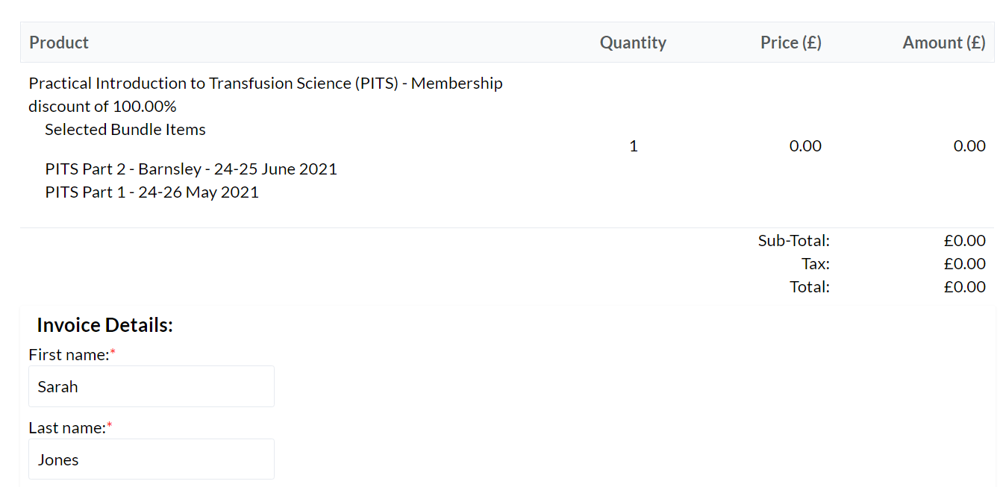 Product Quantity Price (£) Amount (£)
Practical Introduction to Transfusion Science (PITS) - Membership
discount of 100.00%
Selected Bundle Items
1 0.00 0.00
PITS Part 2 - Barnsley - 24-25 June 2021
PITS Part 1 - 24-26 May 2021
Sub-Total: £0.00
Tax: £0.00
Total: £0.00
Invoice Details:
First name:*
Sarah
Last name:*
Jones